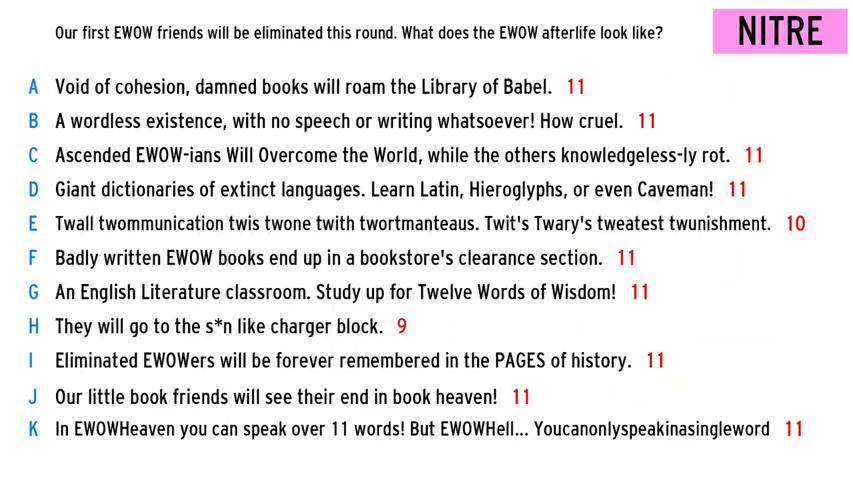 Our first EWOW friends will be eliminated this round. What does the EWOW afterlife look like?
NITRE
A Void of cohesion, damned books will roam the Library of Babel. 11
B A wordless existence, with no speech or writing whatsoever! How cruel. 11
C Ascended EWOW-ians Will Overcome the World, while the others knowledgeless-ly rot. 11
D Giant dictionaries of extinct languages. Learn Latin, Hieroglyphs, or even Caveman! 11
E Twall twommunication twis twone twith twortmanteaus. Twit's Twary's tweatest twunishment. 10
F Badly written EWOW books end up in a bookstore's clearance section. 11
G An English Literature classroom. Study up for Twelve Words of Wisdom! 11
H They will go to the s*n like charger block. 9
I Eliminated EWOWers will be forever remembered in the PAGES of history. 11
J Our little book friends will see their end in book heaven! 11
K In EWOWHeaven you can speak over 11 words! But EWOWHell... Youcanonlyspeakinasingleword 11